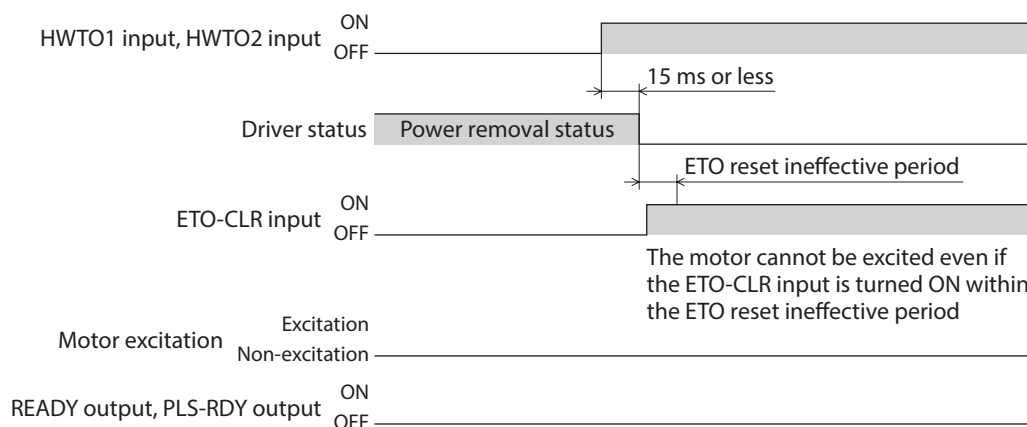 ON
HWTO1 input, HWTO2 input
OFF
15 ms or less
Driver status
Power removal status
ETO reset ineffective period
ON
ETO-CLR input
OFF
The motor cannot be excited even if
the ETO-CLR input is turned ON within
the ETO reset ineffective period
Excitation
Motor excitation
Non-excitation
ON
READY output, PLS-RDY output
OFF